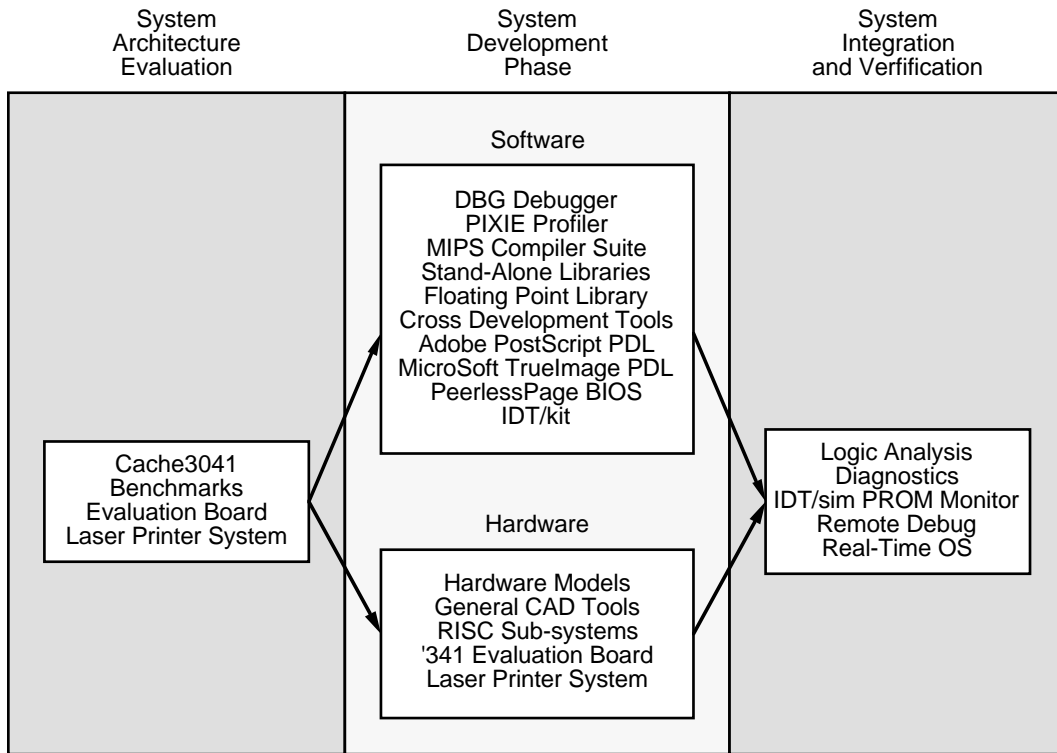 System
Architecture
Evaluation
System
Development
Phase
System
Integration
and Verfification
Software
DBG Debugger
PIXIE Profiler
MIPS Compiler Suite
Stand-Alone Libraries
Floating Point Library
Cross Development Tools
Adobe PostScript PDL
MicroSoft TrueImage PDL
PeerlessPage BIOS
IDT/kit
Cache3041
Benchmarks
Evaluation Board
Laser Printer System
Hardware
Hardware Models
General CAD Tools
RISC Sub-systems
'341 Evaluation Board
Laser Printer System
Logic Analysis
Diagnostics
IDT/sim PROM Monitor
Remote Debug
Real-Time OS